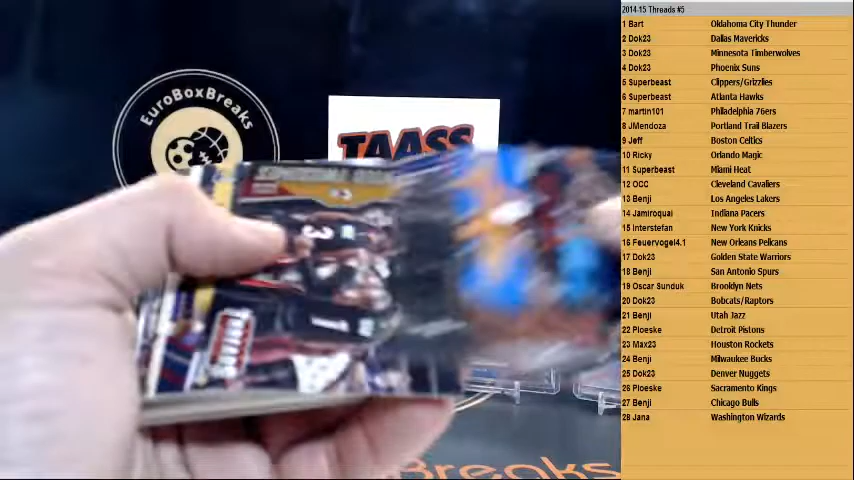 EuroBoxBreaks
TAASS
3
THREADS
Breaks
2014-15 Threads #5
1 Bart Oklahoma City Thunder
2 Dok23 Dallas Mavericks
3 Dok23 Minnesota Timberwolves
4 Dok23 Phoenix Suns
5 Superbeast Clippers/Grizzlies
6 Superbeast Atlanta Hawks
7 martin101 Philadelphia 76ers
8 JMendoza Portland Trail Blazers
9 Jeff Boston Celtics
10 Ricky Orlando Magic
11 Superbeast Miami Heat
12 OCC Cleveland Cavaliers
13 Benji Los Angeles Lakers
14 Jamiroquai Indiana Pacers
15 Interstefan New York Knicks
16 Feuervogel4.1 New Orleans Pelicans
17 Dok23 Golden State Warriors
18 Benji San Antonio Spurs
19 Oscar Sunduk Brooklyn Nets
20 Dok23 Bobcats/Raptors
21 Benji Utah Jazz
22 Ploeske Detroit Pistons
23 Max23 Houston Rockets
24 Benji Milwaukee Bucks
25 Dok23 Denver Nuggets
26 Ploeske Sacramento Kings
27 Benji Chicago Bulls
28 Jana Washington Wizards